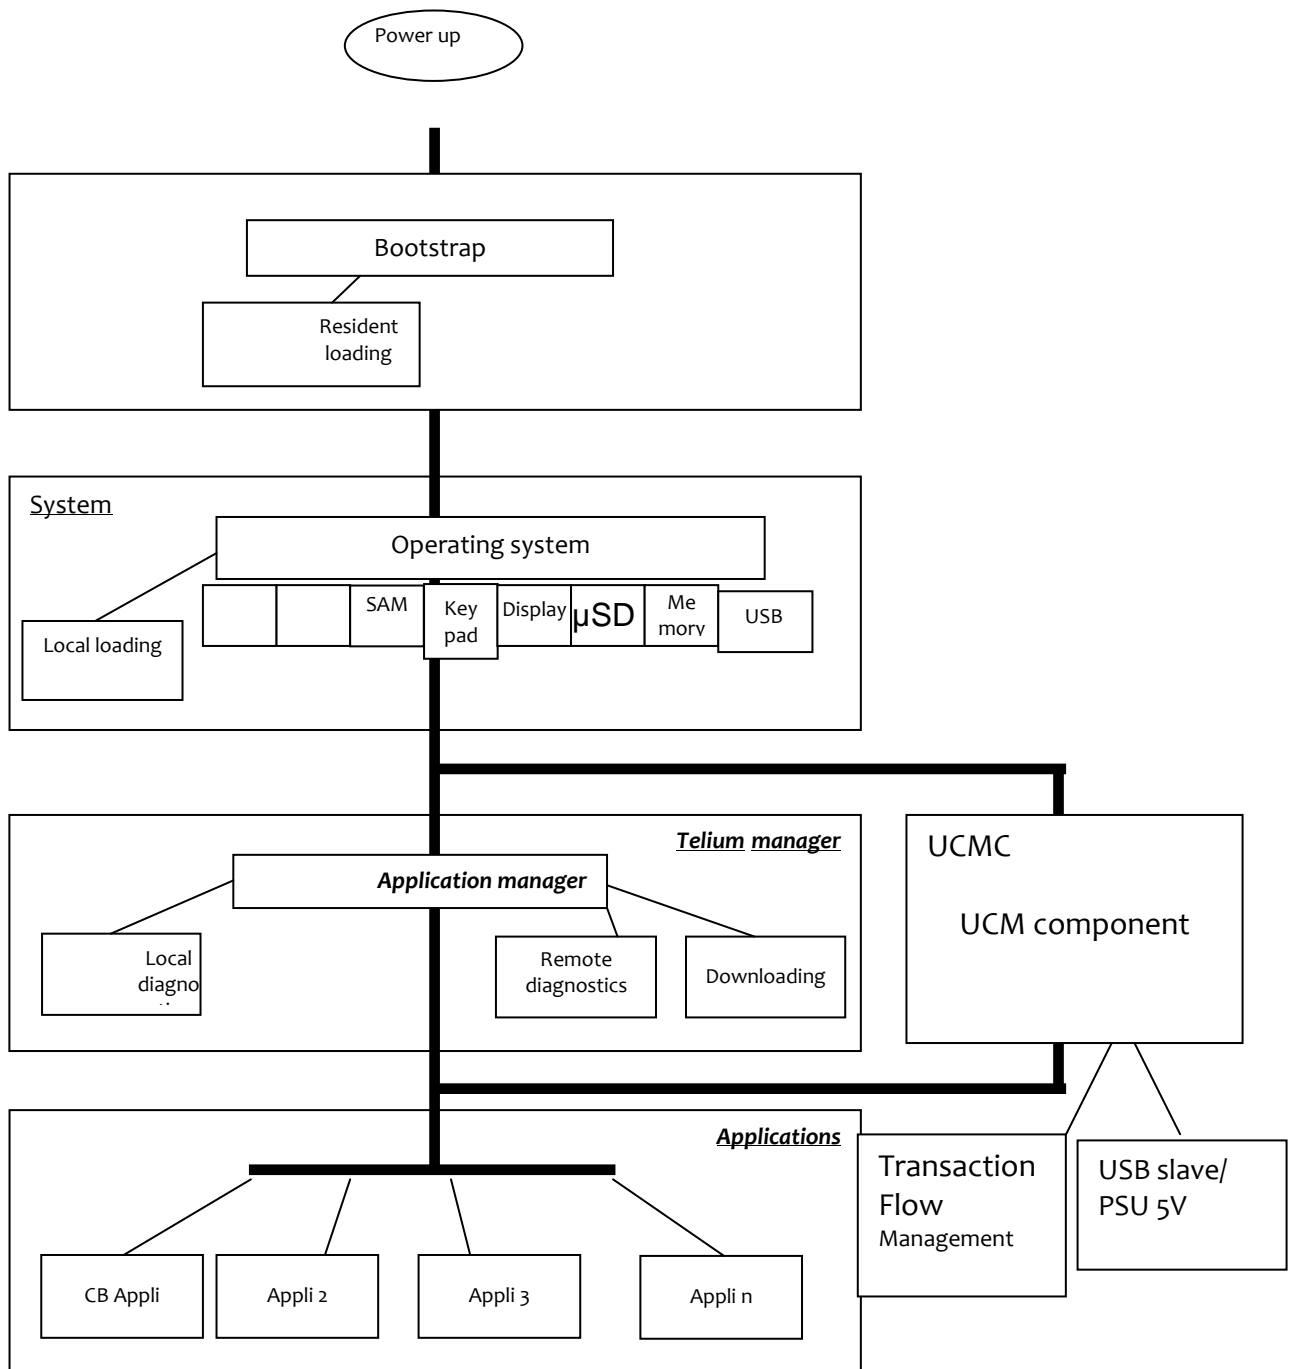 Power up
Bootstrap
Resident
loading
System
Operating system
SAM
Key
pad
Display
µSD
Me
mory
USB
Local loading
Telium manager
Application manager
Local
diagno
Remote
diagnostics
Downloading
UCMC
UCM component
Applications
Transaction
Flow
Management
USB slave/
PSU 5V
CB Appli
Appli 2
Appli 3
Appli n